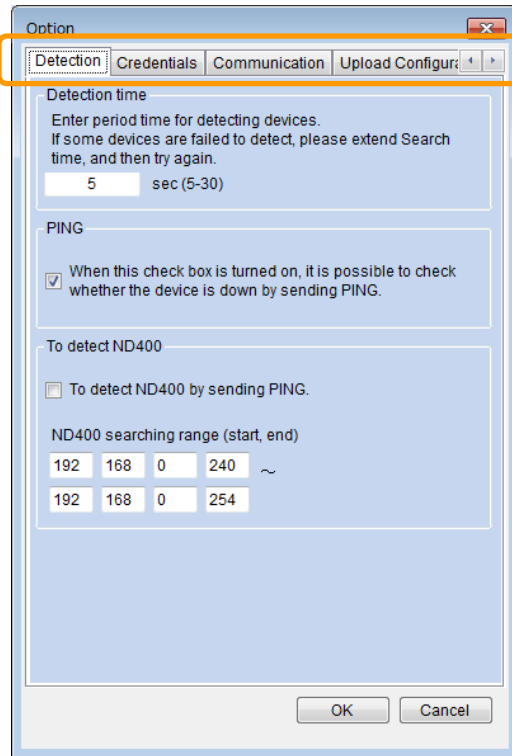 Option
Detection Credentials Communication Upload Configura
Detection time
Enter period time for detecting devices.
If some devices are failed to detect, please extend Search
time, and then try again.
5 sec (5-30)
PING
When this check box is turned on, it is possible to check
whether the device is down by sending PING.
To detect ND400
To detect ND400 by sending PING.
ND400 searching range (start, end)
192 168 0 240 ~
192 168 0 254
OK Cancel